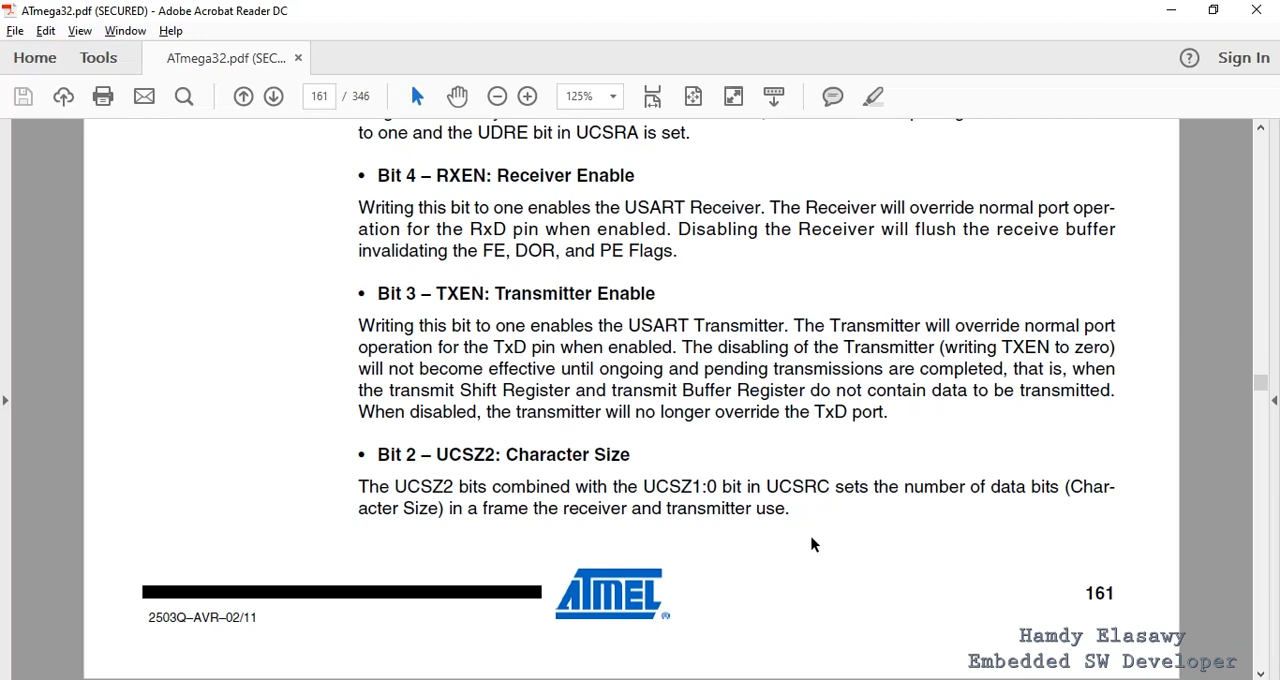 ATmega32.pdf (SECURED) - Adobe Acrobat Reader DC
File Edit View Window Help
Home Tools ATmega32.pdf (SEC... × ? Sign In
161 / 346 125%
to one and the UDRE bit in UCSRA is set.
• Bit 4 – RXEN: Receiver Enable
Writing this bit to one enables the USART Receiver. The Receiver will override normal port oper-
ation for the RxD pin when enabled. Disabling the Receiver will flush the receive buffer
invalidating the FE, DOR, and PE Flags.
• Bit 3 – TXEN: Transmitter Enable
Writing this bit to one enables the USART Transmitter. The Transmitter will override normal port
operation for the TxD pin when enabled. The disabling of the Transmitter (writing TXEN to zero)
will not become effective until ongoing and pending transmissions are completed, that is, when
the transmit Shift Register and transmit Buffer Register do not contain data to be transmitted.
When disabled, the transmitter will no longer override the TxD port.
• Bit 2 – UCSZ2: Character Size
The UCSZ2 bits combined with the UCSZ1:0 bit in UCSRC sets the number of data bits (Char-
acter Size) in a frame the receiver and transmitter use.
ATMEL ®
161
2503Q–AVR–02/11
Hamdy Elasawy
Embedded SW Developer